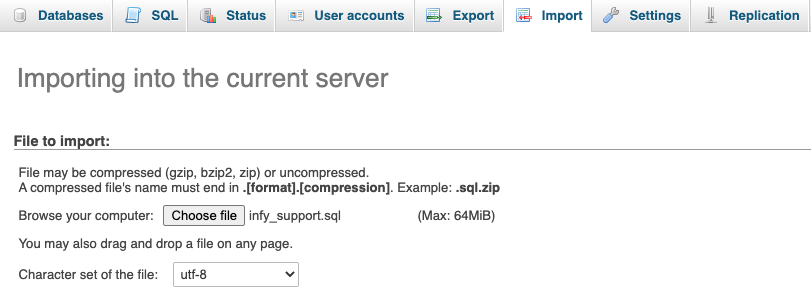 Databases SQL Status User accounts Export Import Settings Replication
Importing into the current server
File to import:
File may be compressed (gzip, bzip2, zip) or uncompressed.
A compressed file's name must end in .[format].[compression]. Example: .sql.zip
Browse your computer: Choose file infy_support.sql (Max: 64MiB)
You may also drag and drop a file on any page.
Character set of the file: utf-8